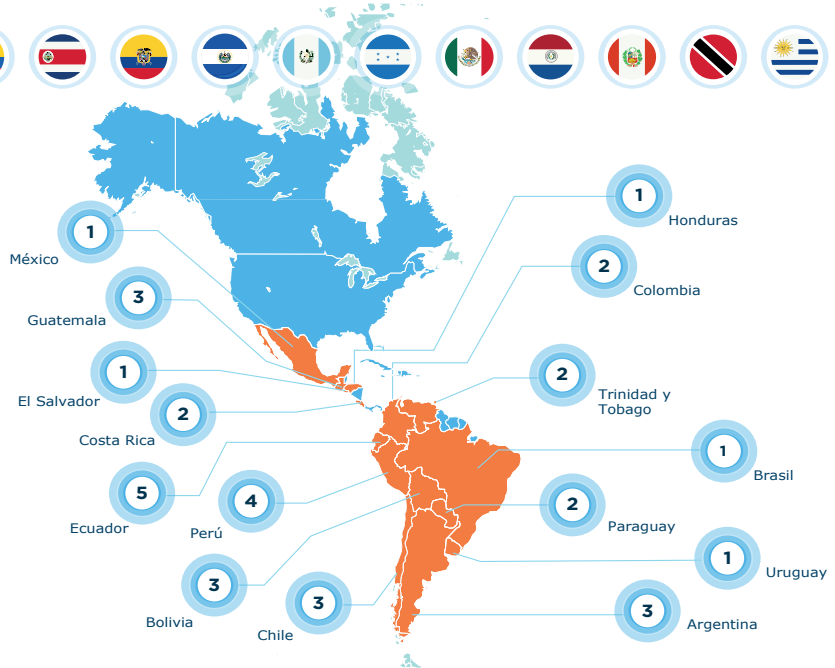 1
Honduras
1
México
2
Colombia
3
Guatemala
1
El Salvador
2
Trinidad y
Tobago
2
Costa Rica
1
Brasil
5
Ecuador
4
Perú
2
Paraguay
1
Uruguay
3
Bolivia
3
Chile
3
Argentina